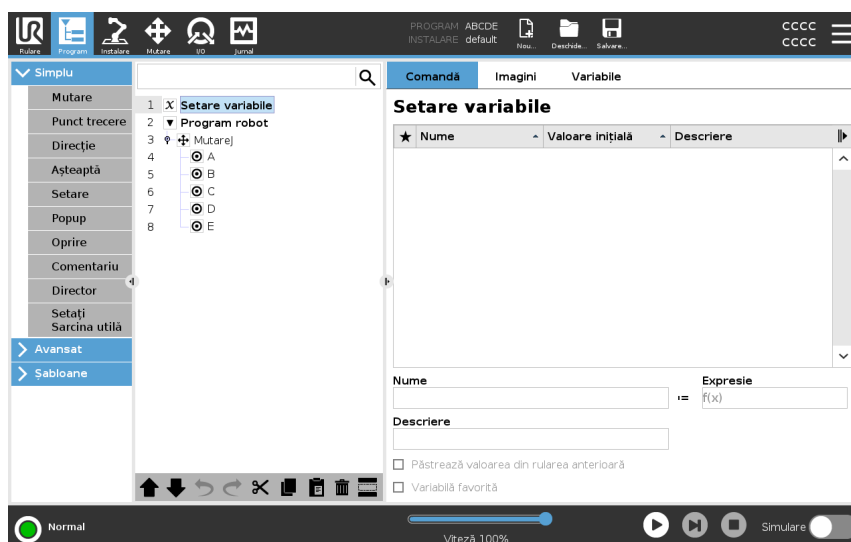 Rulare
Program
Instalare
Mutare
I/O
Jurnal
PROGRAM ABCDE
INSTALARE default
Nou...
Deschide...
Salvare...
cccc
cccc
Simplu
Mutare
Punct trecere
Direcție
Așteaptă
Setare
Popup
Oprire
Comentariu
Director
Setați
Sarcina utilă
Avansat
Șabloane
1 x Setare variabile
2 Program robot
3 MutareJ
4 A
5 B
6 C
7 D
8 E
Comandă Imagini Variabile
Setare variabile
Nume Valoare inițială Descriere
Nume Expresie
:= f(x)
Descriere
Păstrează valoarea din rularea anterioară
Variabilă favorită
Normal
Viteză 100%
Simulare